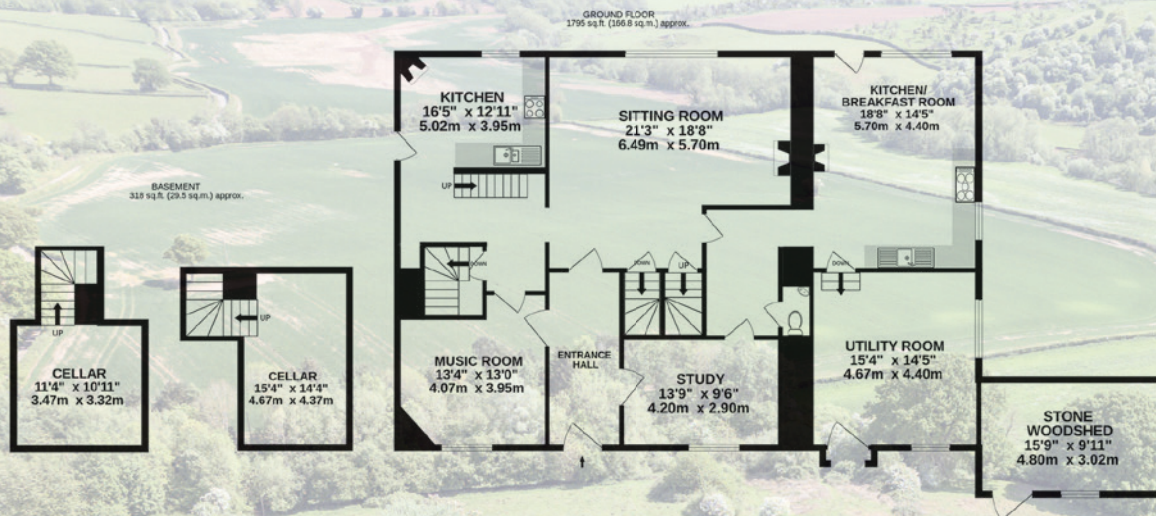 GROUND FLOOR
1795 sq.ft. (166.8 sq.m.) approx.
KITCHEN
16'5" x 12'11"
5.02m x 3.95m
SITTING ROOM
21'3" x 18'8"
6.49m x 5.70m
KITCHEN/
BREAKFAST ROOM
18'8" x 14'5"
5.70m x 4.40m
BASEMENT
318 sq.ft. (29.5 sq.m.) approx.
UP
DOWN
DOWN
UP
DOWN
UP
UP
CELLAR
11'4" x 10'11"
3.47m x 3.32m
CELLAR
15'4" x 14'4"
4.67m x 4.37m
MUSIC ROOM
13'4" x 13'0"
4.07m x 3.95m
ENTRANCE
HALL
STUDY
13'9" x 9'6"
4.20m x 2.90m
UTILITY ROOM
15'4" x 14'5"
4.67m x 4.40m
STONE
WOODSHED
15'9" x 9'11"
4.80m x 3.02m